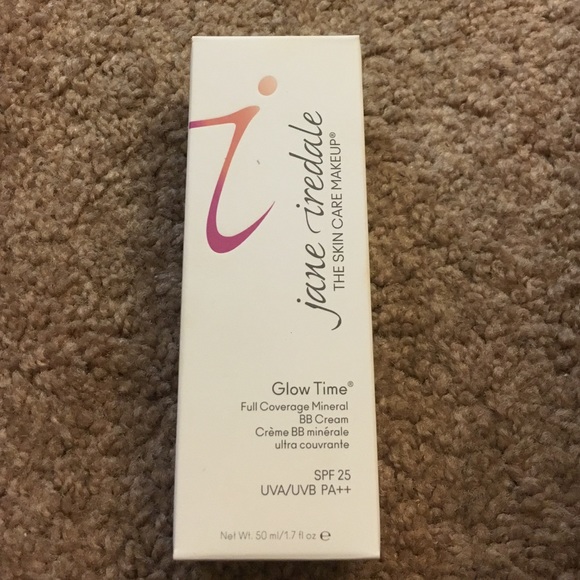 jane iredale
THE SKIN CARE MAKEUP®
Glow Time®
Full Coverage Mineral
BB Cream
Crème BB minérale
ultra couvrante
SPF 25
UVA/UVB PA++
Net Wt. 50 ml/1.7 fl oz ℮